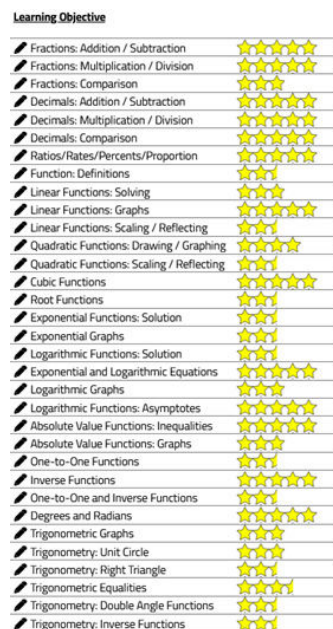 Learning Objective
Fractions: Addition / Subtraction
Fractions: Multiplication / Division
Fractions: Comparison
Decimals: Addition / Subtraction
Decimals: Multiplication / Division
Decimals: Comparison
Ratios/Rates/Percents/Proportion
Function: Definitions
Linear Functions: Solving
Linear Functions: Graphs
Linear Functions: Scaling / Reflecting
Quadratic Functions: Drawing / Graphing
Quadratic Functions: Scaling / Reflecting
Cubic Functions
Root Functions
Exponential Functions: Solution
Exponential Graphs
Logarithmic Functions: Solution
Exponential and Logarithmic Equations
Logarithmic Graphs
Logarithmic Functions: Asymptotes
Absolute Value Functions: Inequalities
Absolute Value Functions: Graphs
One-to-One Functions
Inverse Functions
One-to-One and Inverse Functions
Degrees and Radians
Trigonometric Graphs
Trigonometry: Unit Circle
Trigonometry: Right Triangle
Trigonometric Equalities
Trigonometry: Double Angle Functions
Trigonometry: Inverse Functions